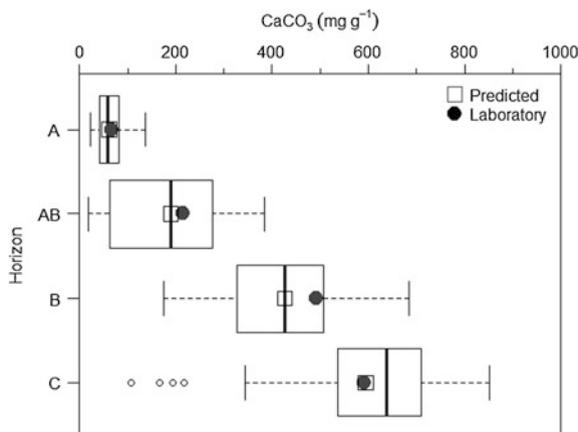 CaCO₃ (mg g⁻¹)
0 200 400 600 800 1000
Predicted
Laboratory
A
AB
B
C
Horizon